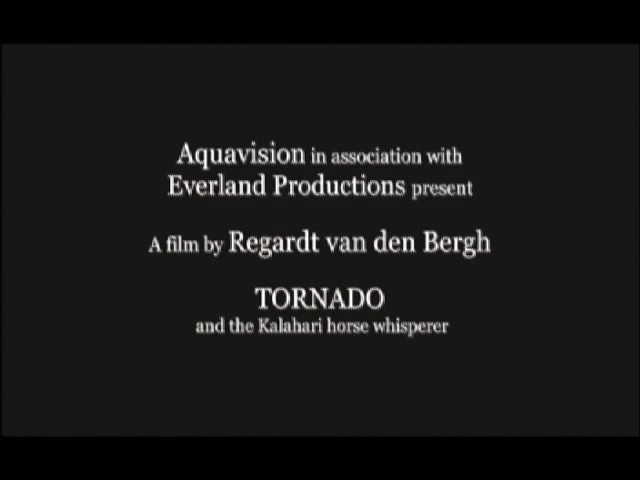 Aquavision in association with
Everland Productions present
A film by Regardt van den Bergh
TORNADO
and the Kalahari horse whisperer